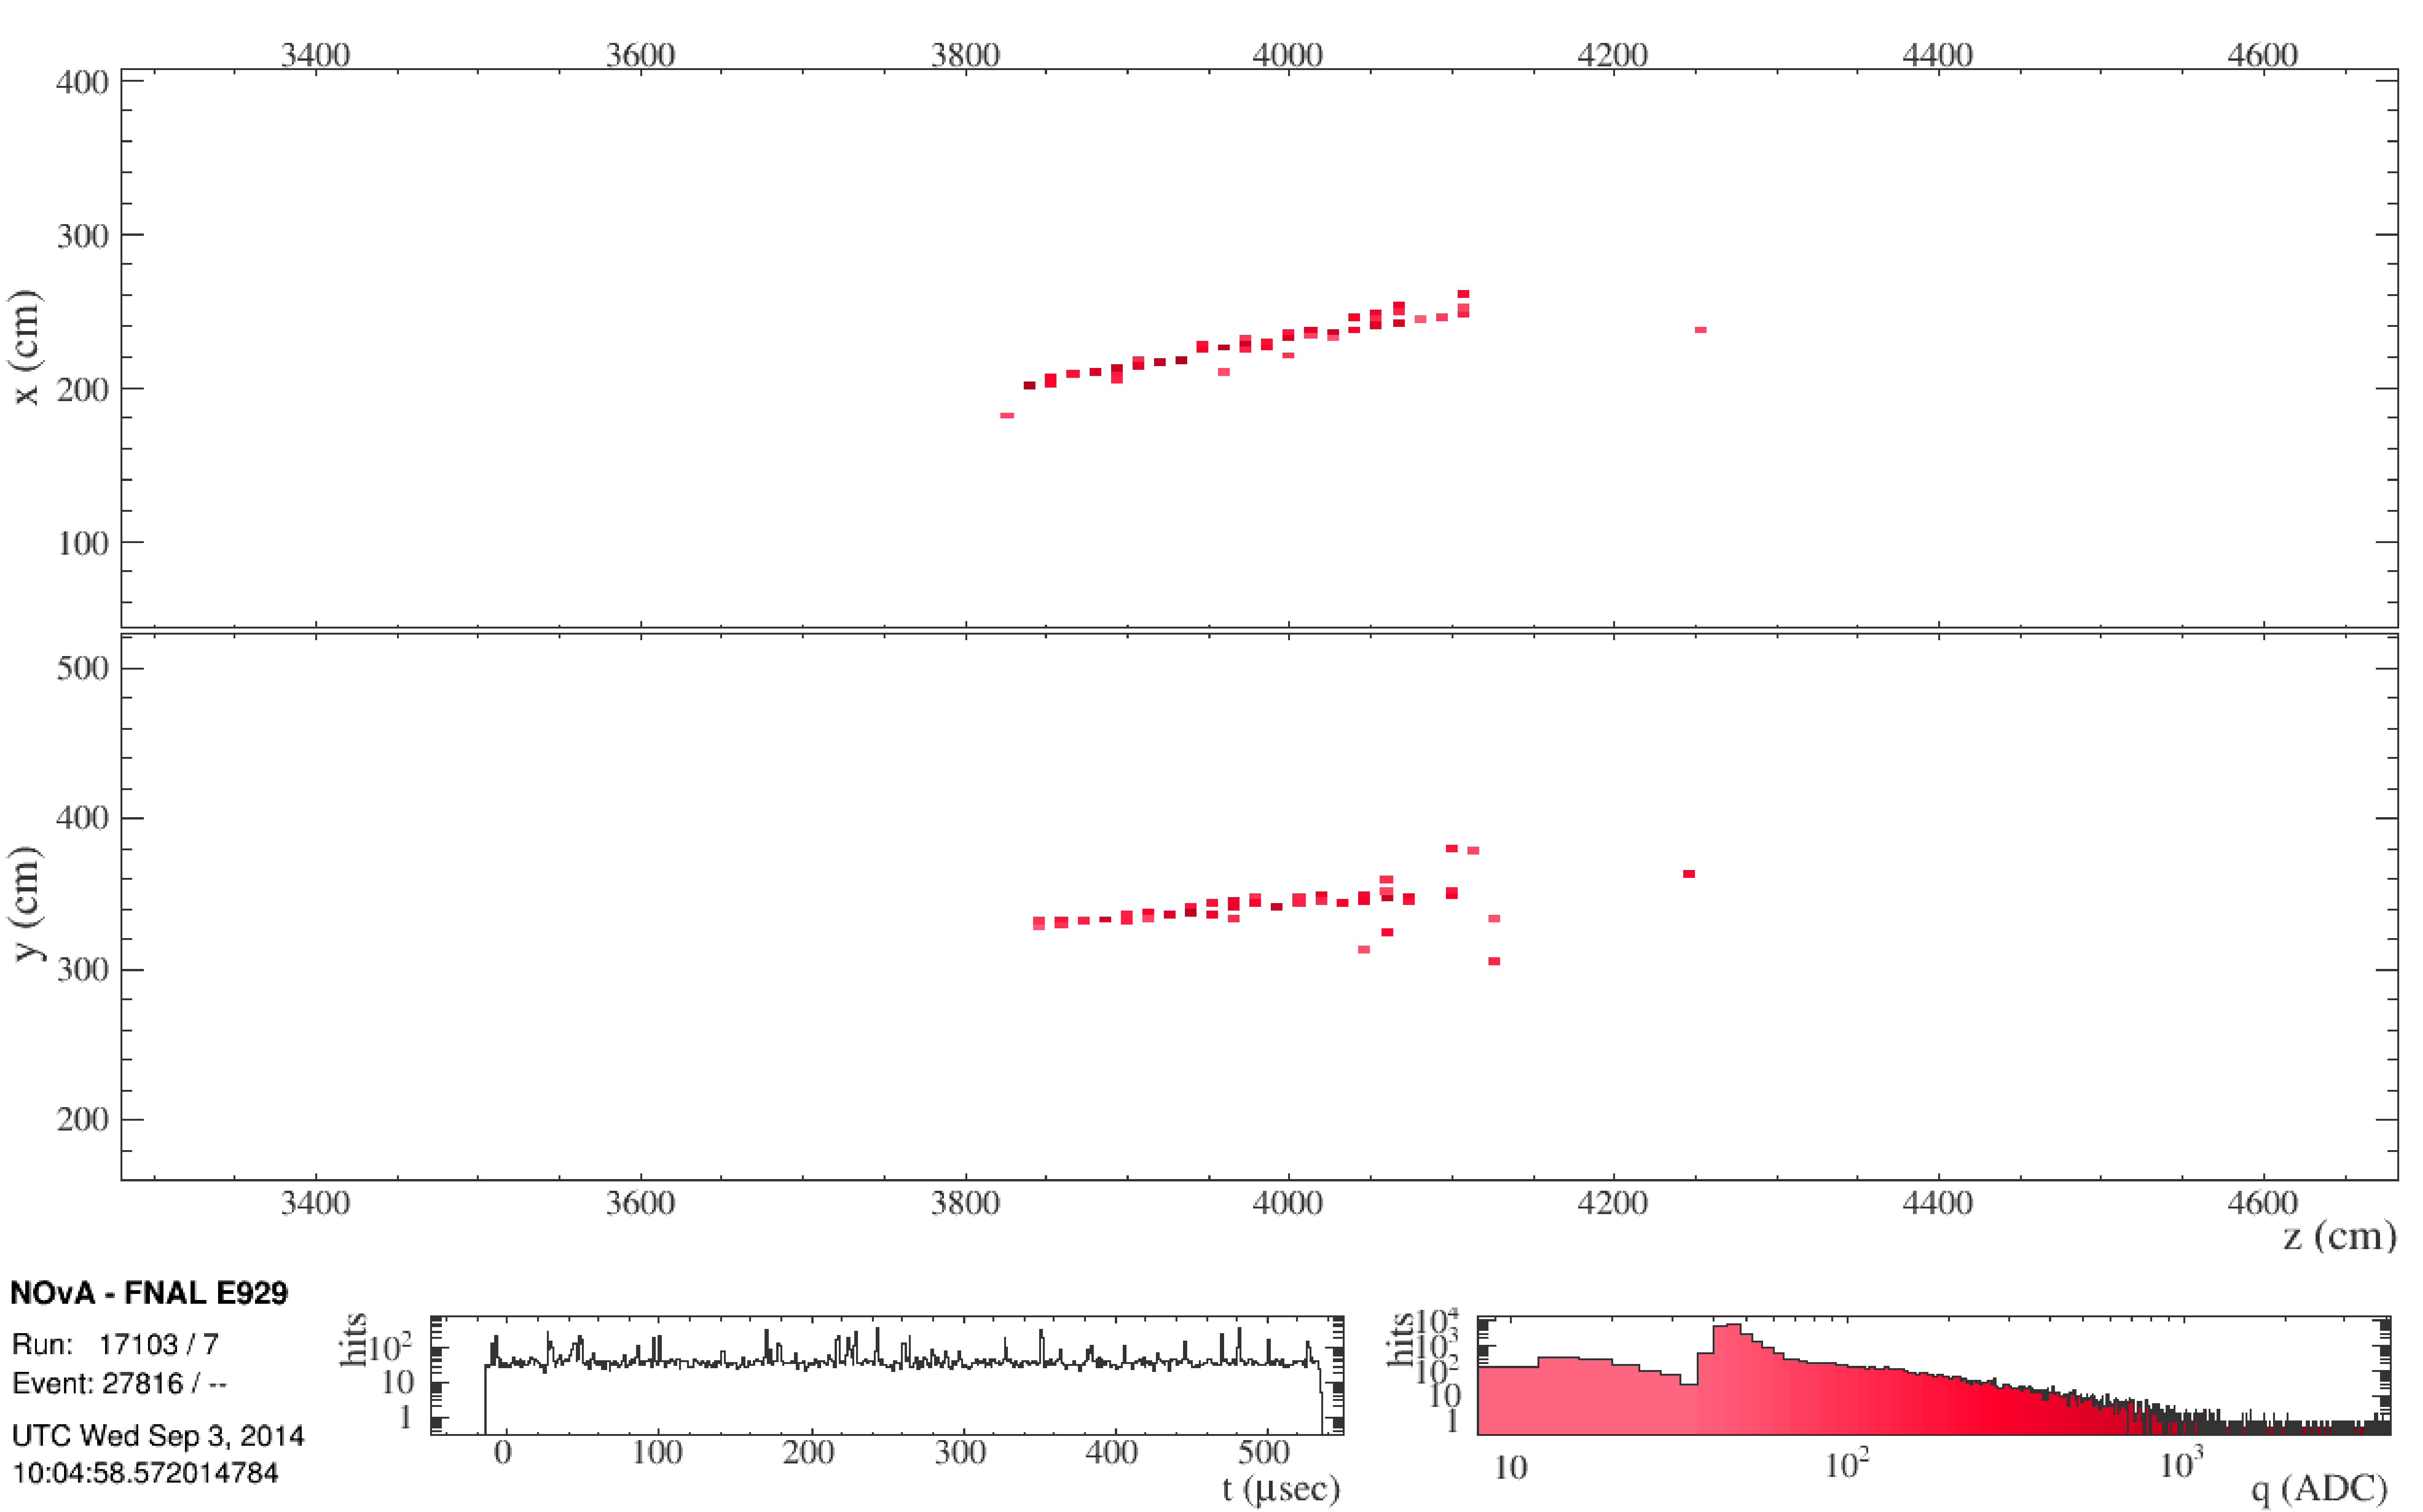 3400 3600 3800 4000 4200 4400 4600
400
300
200
100
x (cm)
500
400
300
200
y (cm)
3400 3600 3800 4000 4200 4400 4600
z (cm)
NOvA - FNAL E929
Run: 17103 / 7
Event: 27816 / --
UTC Wed Sep 3, 2014
10:04:58.572014784
hits
10²
10
1
0 100 200 300 400 500
t (μsec)
hits
10⁴
10³
10²
10
1
10 10² 10³
q (ADC)